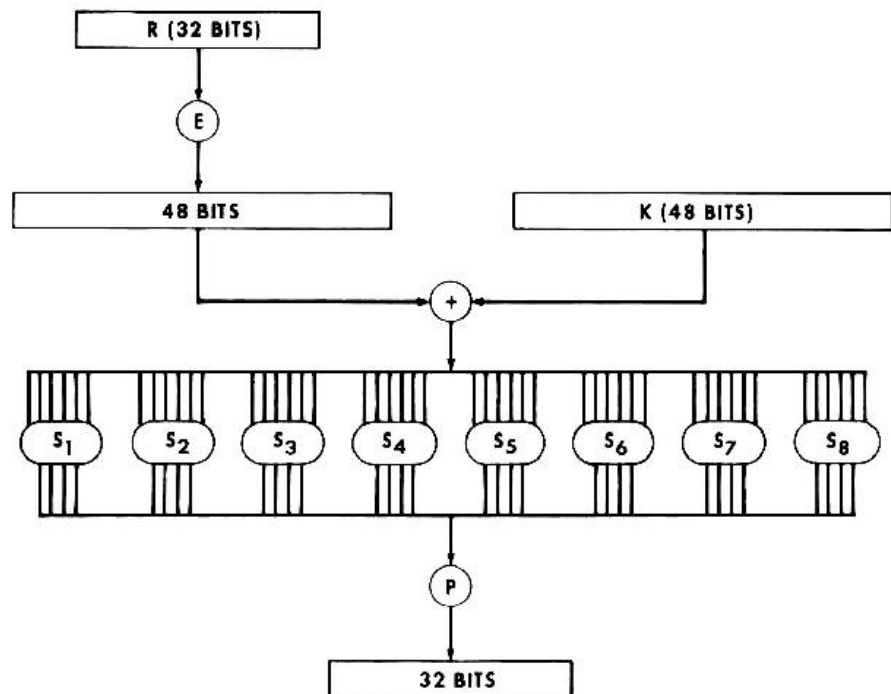 R (32 BITS)
E
48 BITS
K (48 BITS)
+
S1 S2 S3 S4 S5 S6 S7 S8
P
32 BITS